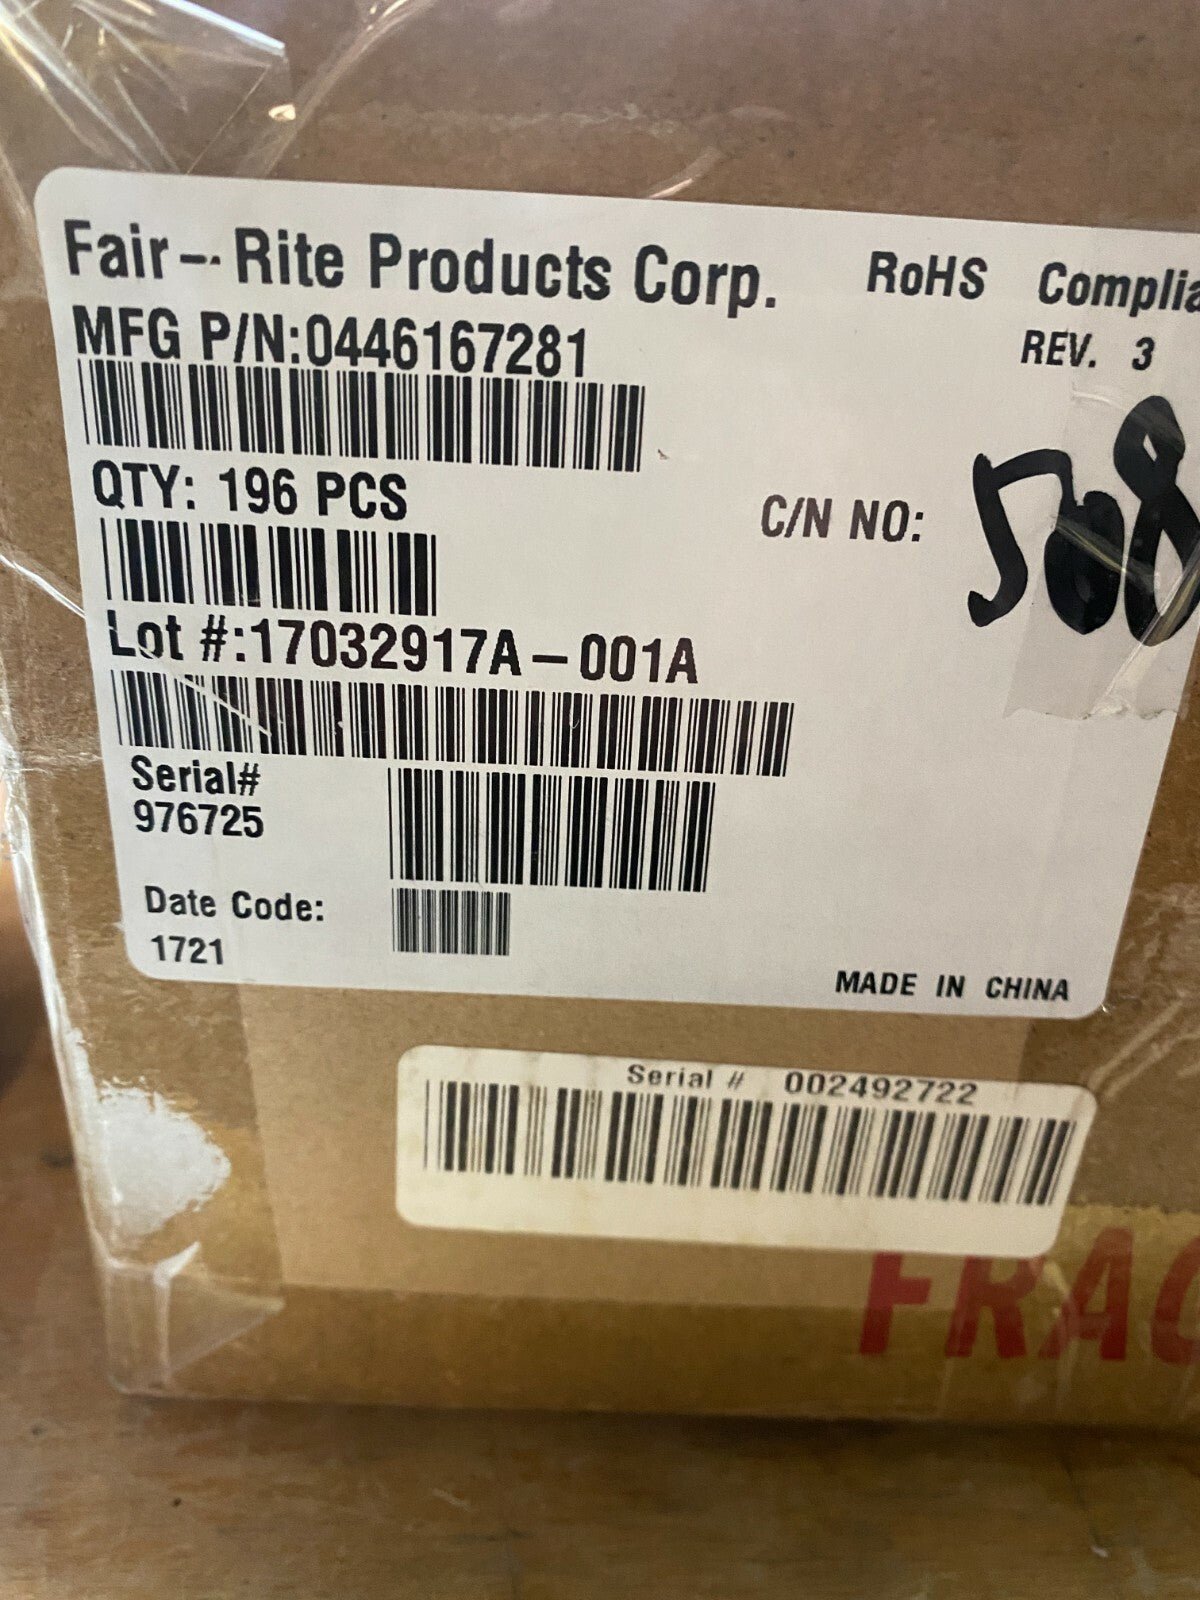 Fair-- Rite Products Corp.
RoHS Complia
MFG P/N:0446167281
REV. 3
QTY: 196 PCS
C/N NO: 508
Lot #:17032917A-001A
Serial#
976725
Date Code:
1721
MADE IN CHINA
Serial # 002492722
FRAG